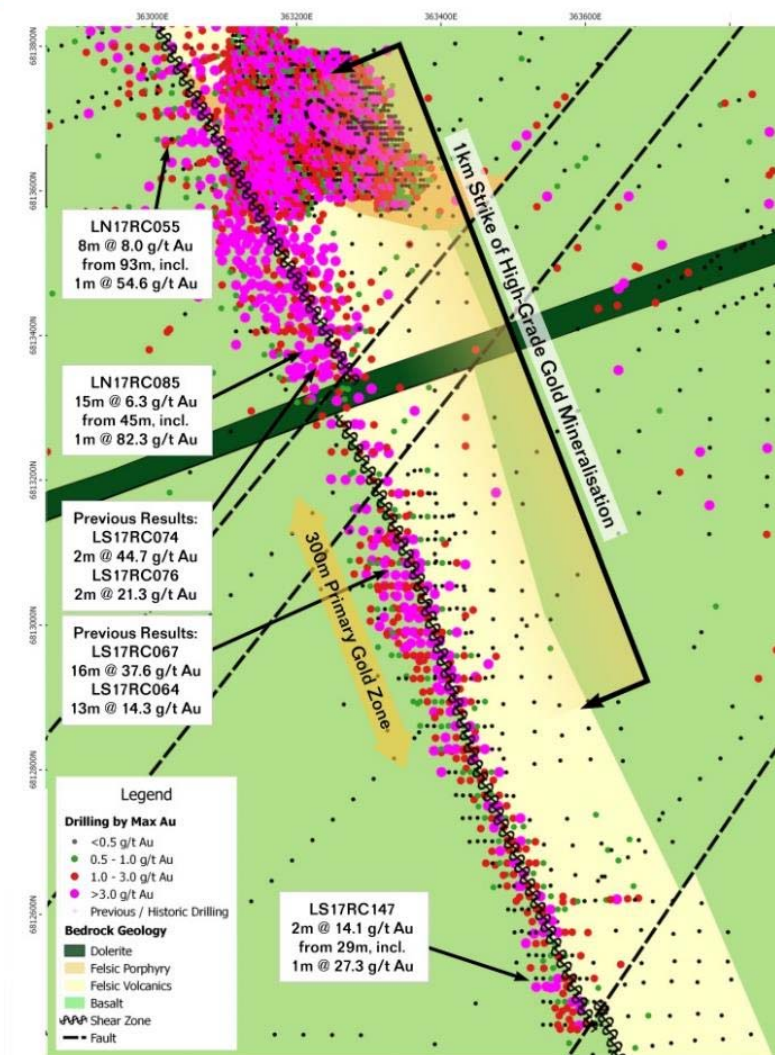 363000E
363200E
363400E
363600E
6813800N
6813600N
6813400N
6813200N
6813000N
6812800N
6812600N
1km Strike of High-Grade Gold Mineralisation
LN17RC055
8m @ 8.0 g/t Au
from 93m, incl.
1m @ 54.6 g/t Au
LN17RC085
15m @ 6.3 g/t Au
from 45m, incl.
1m @ 82.3 g/t Au
Previous Results:
LS17RC074
2m @ 44.7 g/t Au
LS17RC076
2m @ 21.3 g/t Au
300m Primary Gold Zone
Previous Results:
LS17RC067
16m @ 37.6 g/t Au
LS17RC064
13m @ 14.3 g/t Au
Legend
Drilling by Max Au
<0.5 g/t Au
0.5 - 1.0 g/t Au
1.0 - 3.0 g/t Au
>3.0 g/t Au
Previous / Historic Drilling
Bedrock Geology
Dolerite
Felsic Porphyry
Felsic Volcanics
Basalt
Shear Zone
Fault
LS17RC147
2m @ 14.1 g/t Au
from 29m, incl.
1m @ 27.3 g/t Au